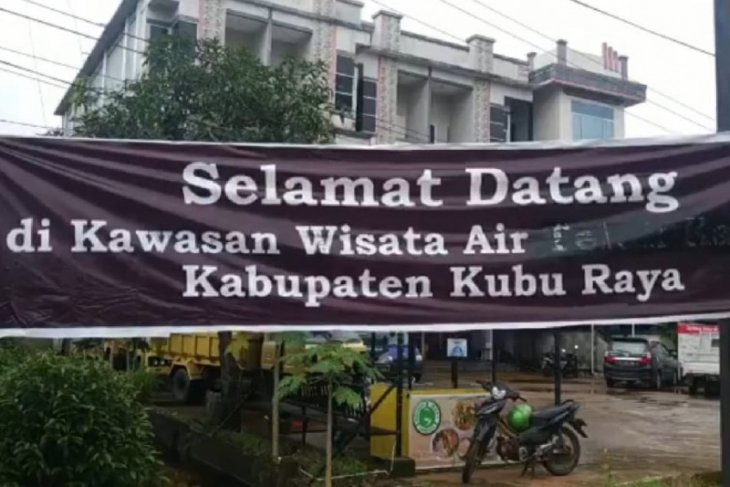 Selamat Datang
di Kawasan Wisata Air
Kabupaten Kubu Raya